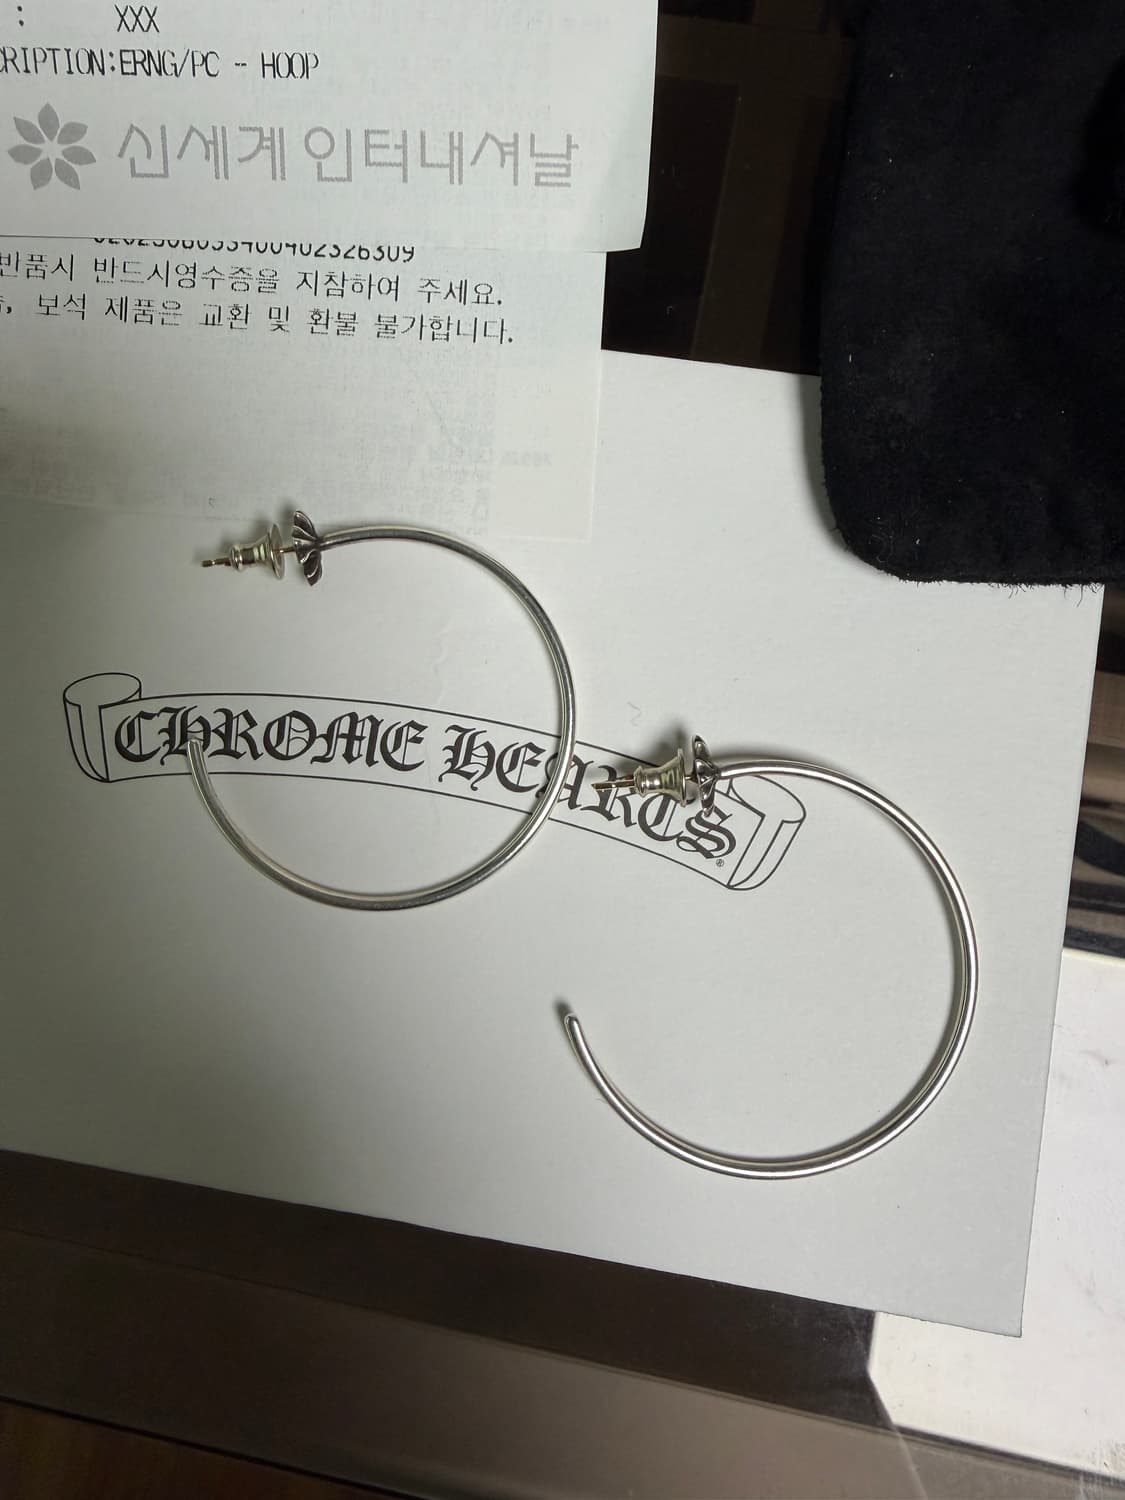 : XXX
CRIPTION:ERNG/PC - HOOP
신세계인터내셔날
반품시 반드시영수증을 지참하여 주세요.
, 보석 제품은 교환 및 환불 불가합니다.
CHROME HEARTS®